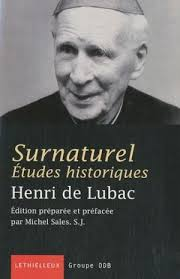 Surnaturel
Études historiques
Henri de Lubac
Édition préparée et préfacée
par Michel Sales. S.J.
LETHIELLEUX Groupe DDB